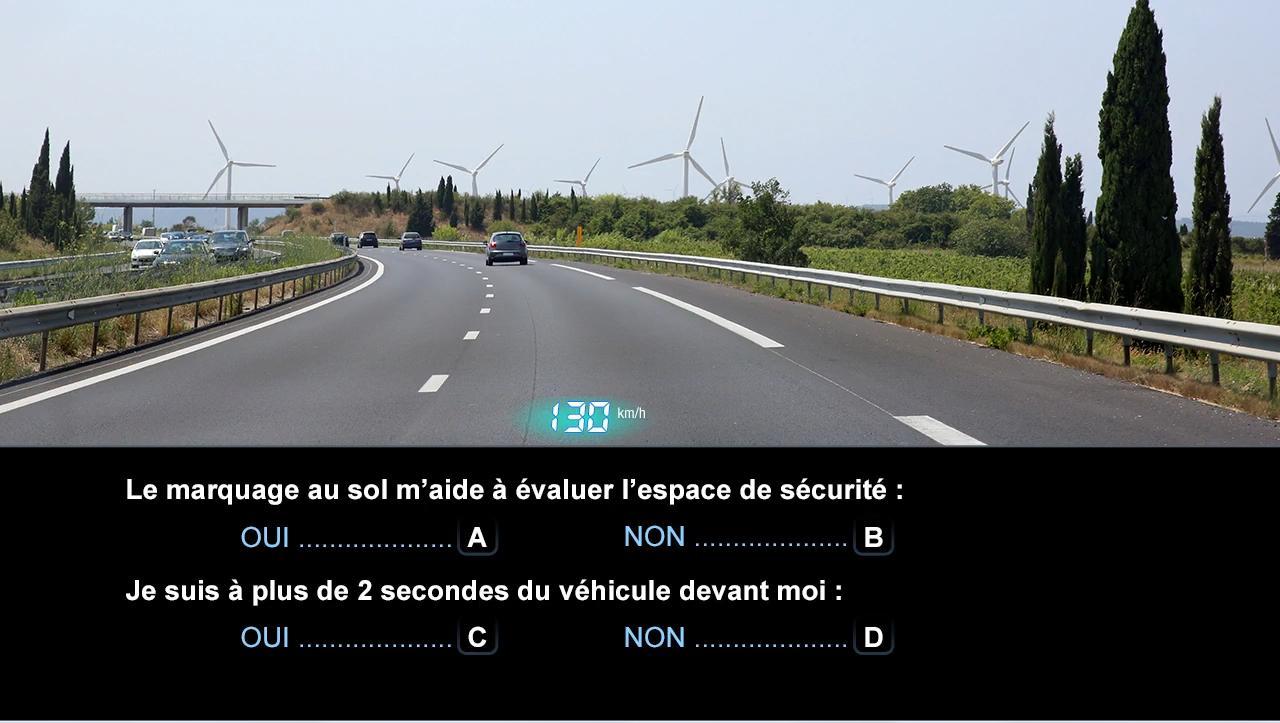 130 km/h
Le marquage au sol m’aide à évaluer l’espace de sécurité :
OUI .................... A NON .................... B
Je suis à plus de 2 secondes du véhicule devant moi :
OUI .................... C NON .................... D